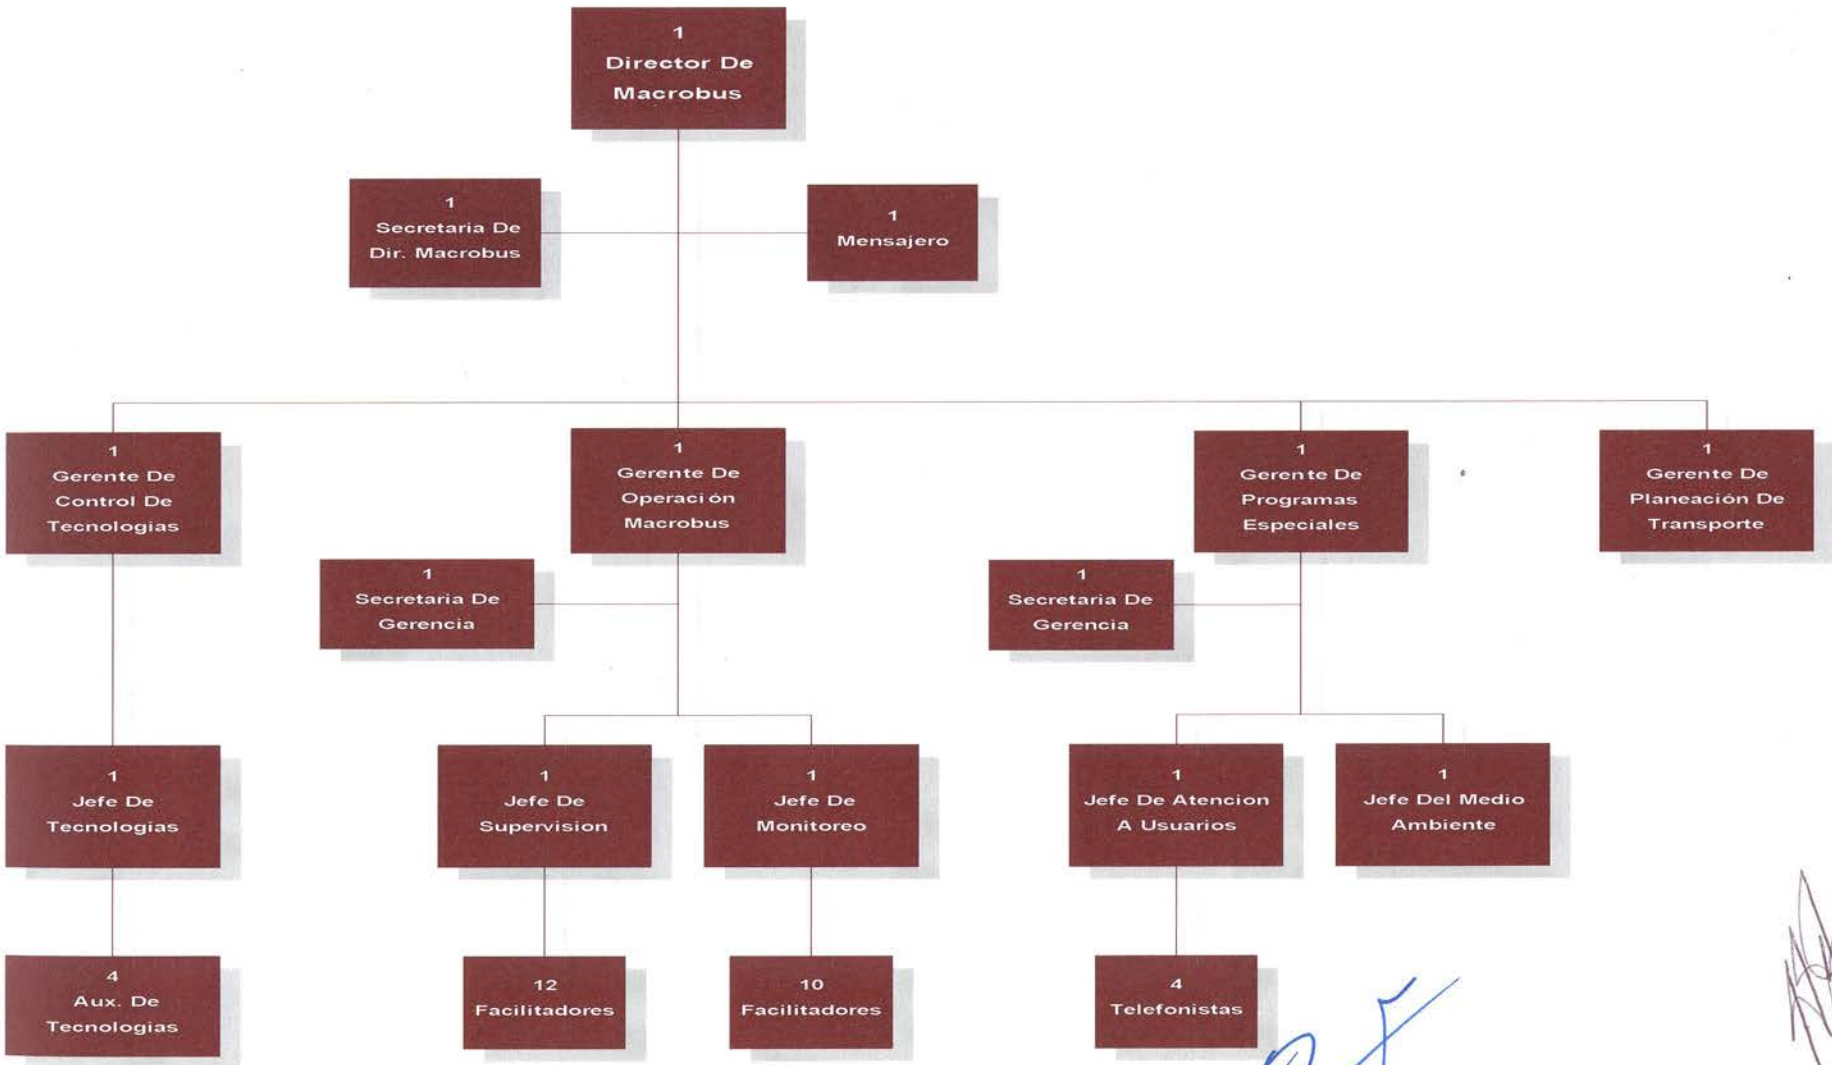 1
Director De
Macrobus
1
Secretaria De
Dir. Macrobus
1
Mensajero
1
Gerente De
Control De
Tecnologias
1
Gerente De
Operación
Macrobus
1
Gerente De
Programas
Especiales
1
Gerente De
Planeación De
Transporte
1
Secretaria De
Gerencia
1
Secretaria De
Gerencia
1
Jefe De
Tecnologias
1
Jefe De
Supervision
1
Jefe De
Monitoreo
1
Jefe De Atencion
A Usuarios
1
Jefe Del Medio
Ambiente
4
Aux. De
Tecnologias
12
Facilitadores
10
Facilitadores
4
Telefonistas